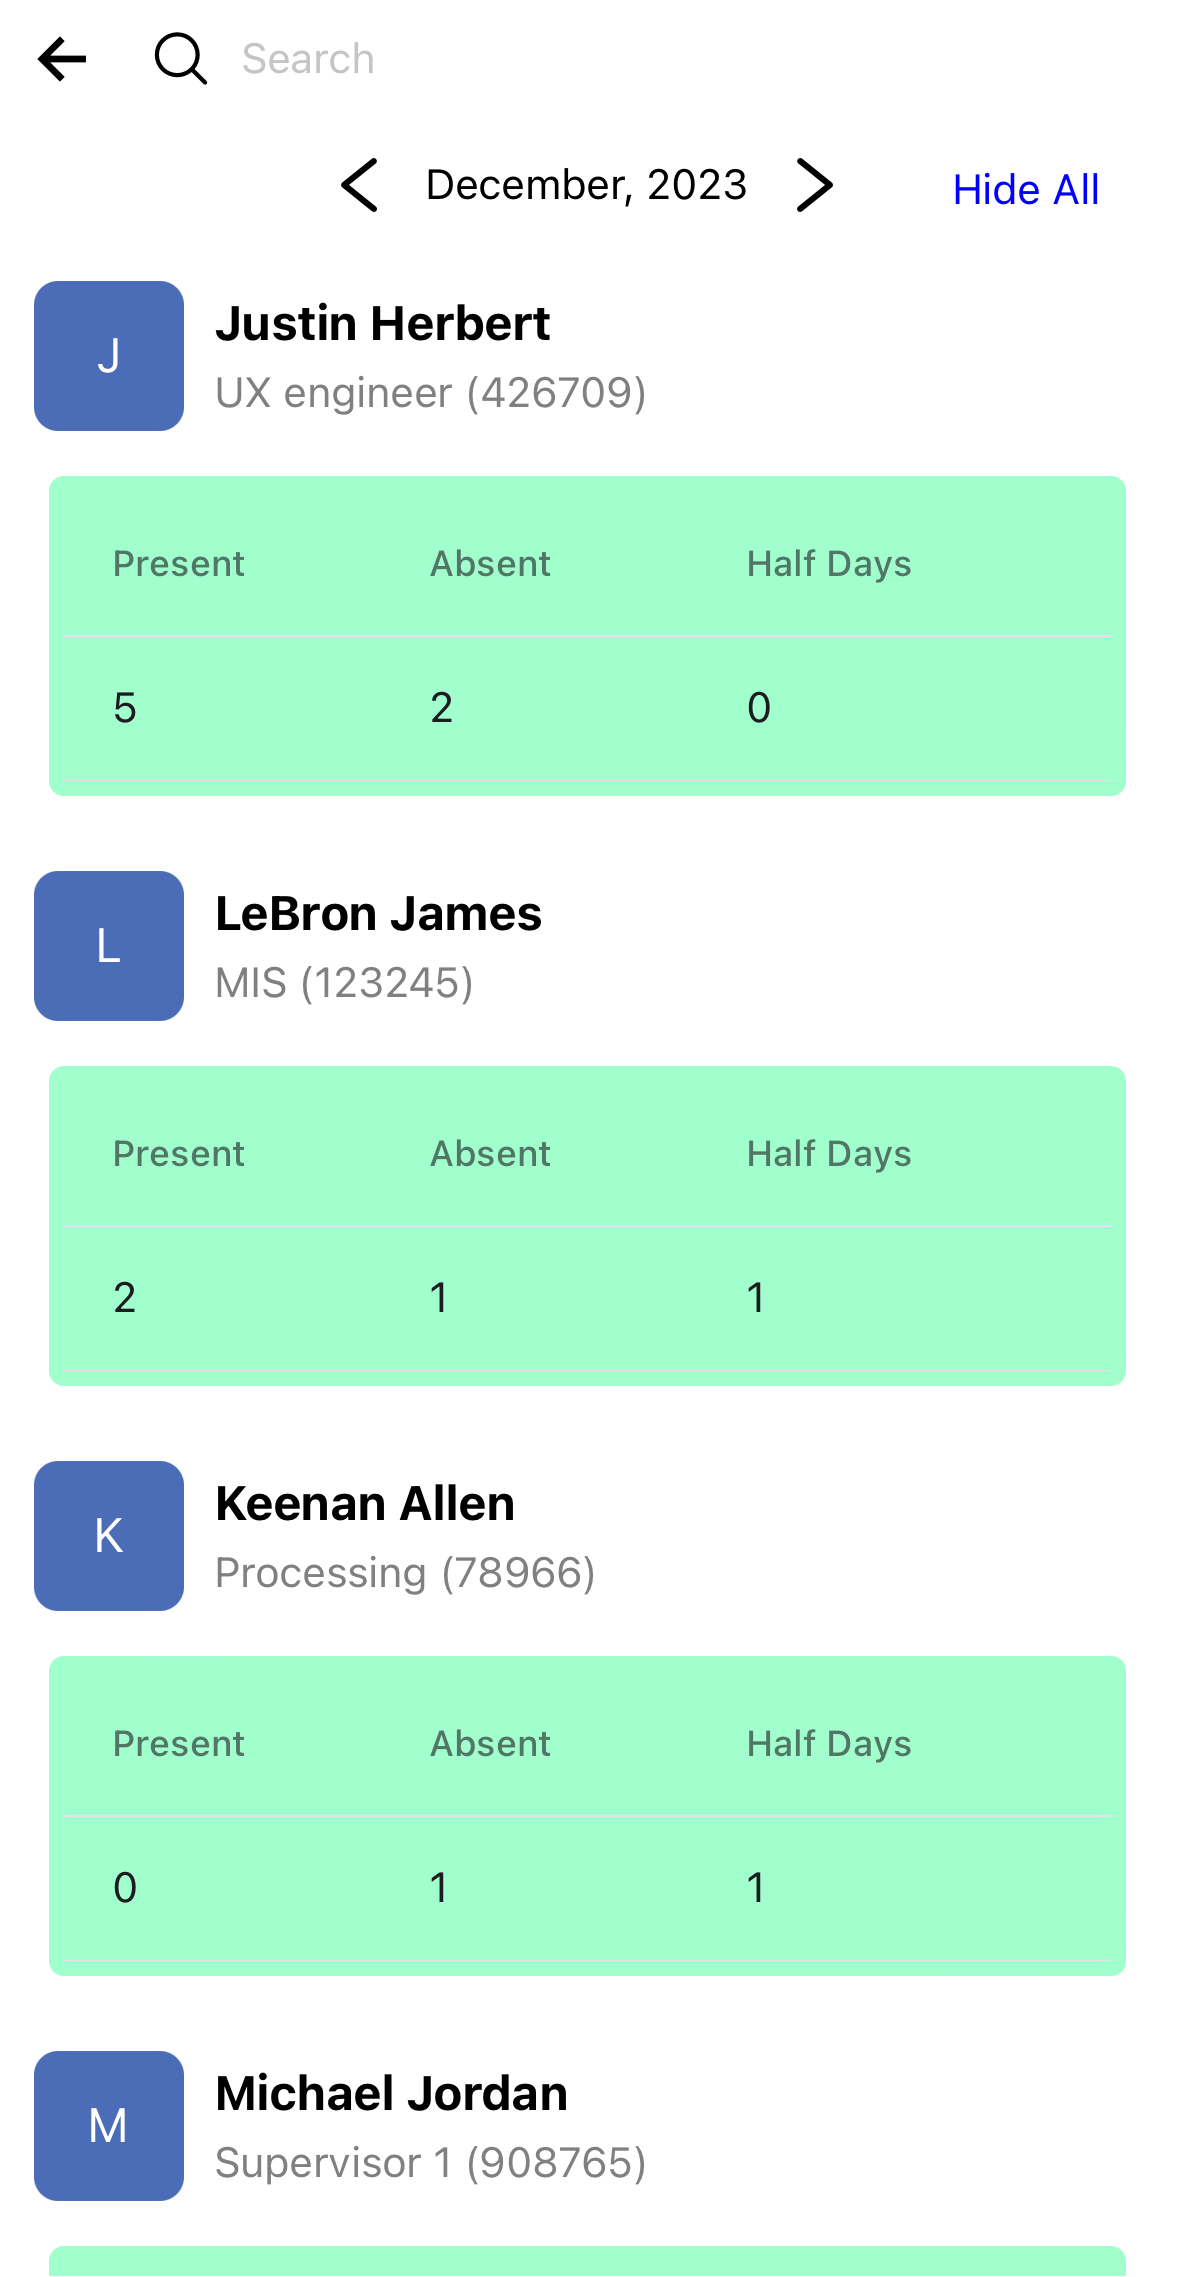 Search
December, 2023 Hide All
J
Justin Herbert
UX engineer (426709)
Present Absent Half Days
5 2 0
L
LeBron James
MIS (123245)
Present Absent Half Days
2 1 1
K
Keenan Allen
Processing (78966)
Present Absent Half Days
0 1 1
M
Michael Jordan
Supervisor 1 (908765)